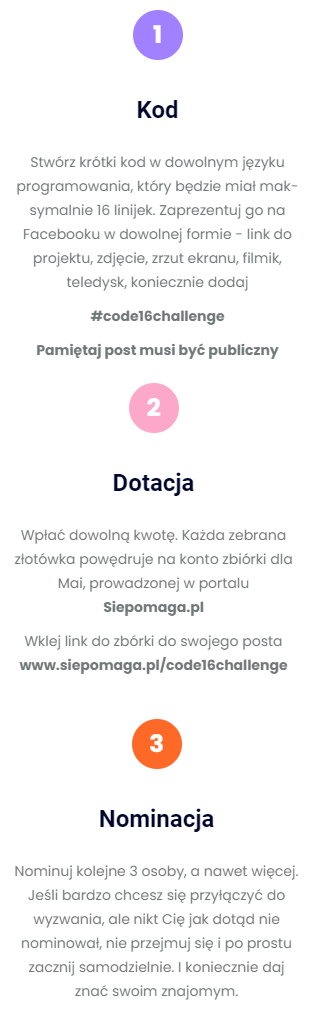 1
Kod
Stwórz krótki kod w dowolnym języku
programowania, który będzie miał mak-
symalnie 16 linijek. Zaprezentuj go na
Facebooku w dowolnej formie - link do
projektu, zdjęcie, zrzut ekranu, filmik,
teledysk, koniecznie dodaj
#code16challenge
Pamiętaj post musi być publiczny
2
Dotacja
Wpłać dowolną kwotę. Każda zebrana
złotówka powędruje na konto zbiórki dla
Mai, prowadzonej w portalu
Siepomaga.pl
Wklej link do zbórki do swojego posta
www.siepomaga.pl/code16challenge
3
Nominacja
Nominuj kolejne 3 osoby, a nawet więcej.
Jeśli bardzo chcesz się przyłączyć do
wyzwania, ale nikt Cię jak dotąd nie
nominował, nie przejmuj się i po prostu
zacznij samodzielnie. I koniecznie daj
znać swoim znajomym.